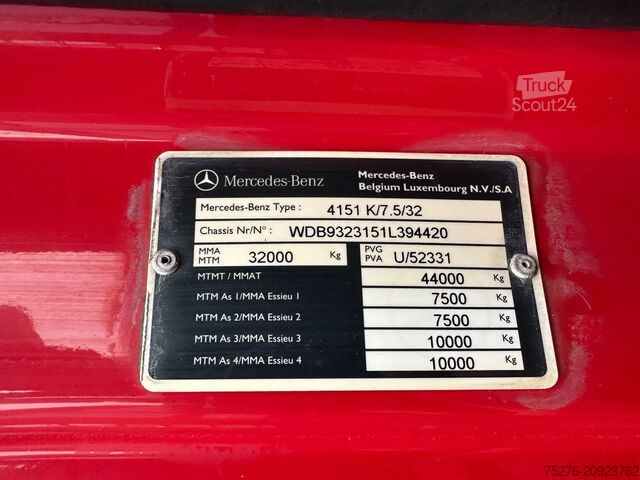 Truck
Scout24
Mercedes-Benz
Mercedes-Benz
Belgium Luxembourg N.V./S.A
Mercedes-Benz Type : 4151 K/7.5/32
Chassis Nr/N° : WDB9323151L394420
MMA
MTM 32000 Kg
PVG
PVA U/52331
MTMT / MMAT 44000 Kg
MTM As 1/MMA Essieu 1 7500 Kg
MTM As 2/MMA Essieu 2 7500 Kg
MTM As 3/MMA Essieu 3 10000 Kg
MTM As 4/MMA Essieu 4 10000 Kg
75276-20923762